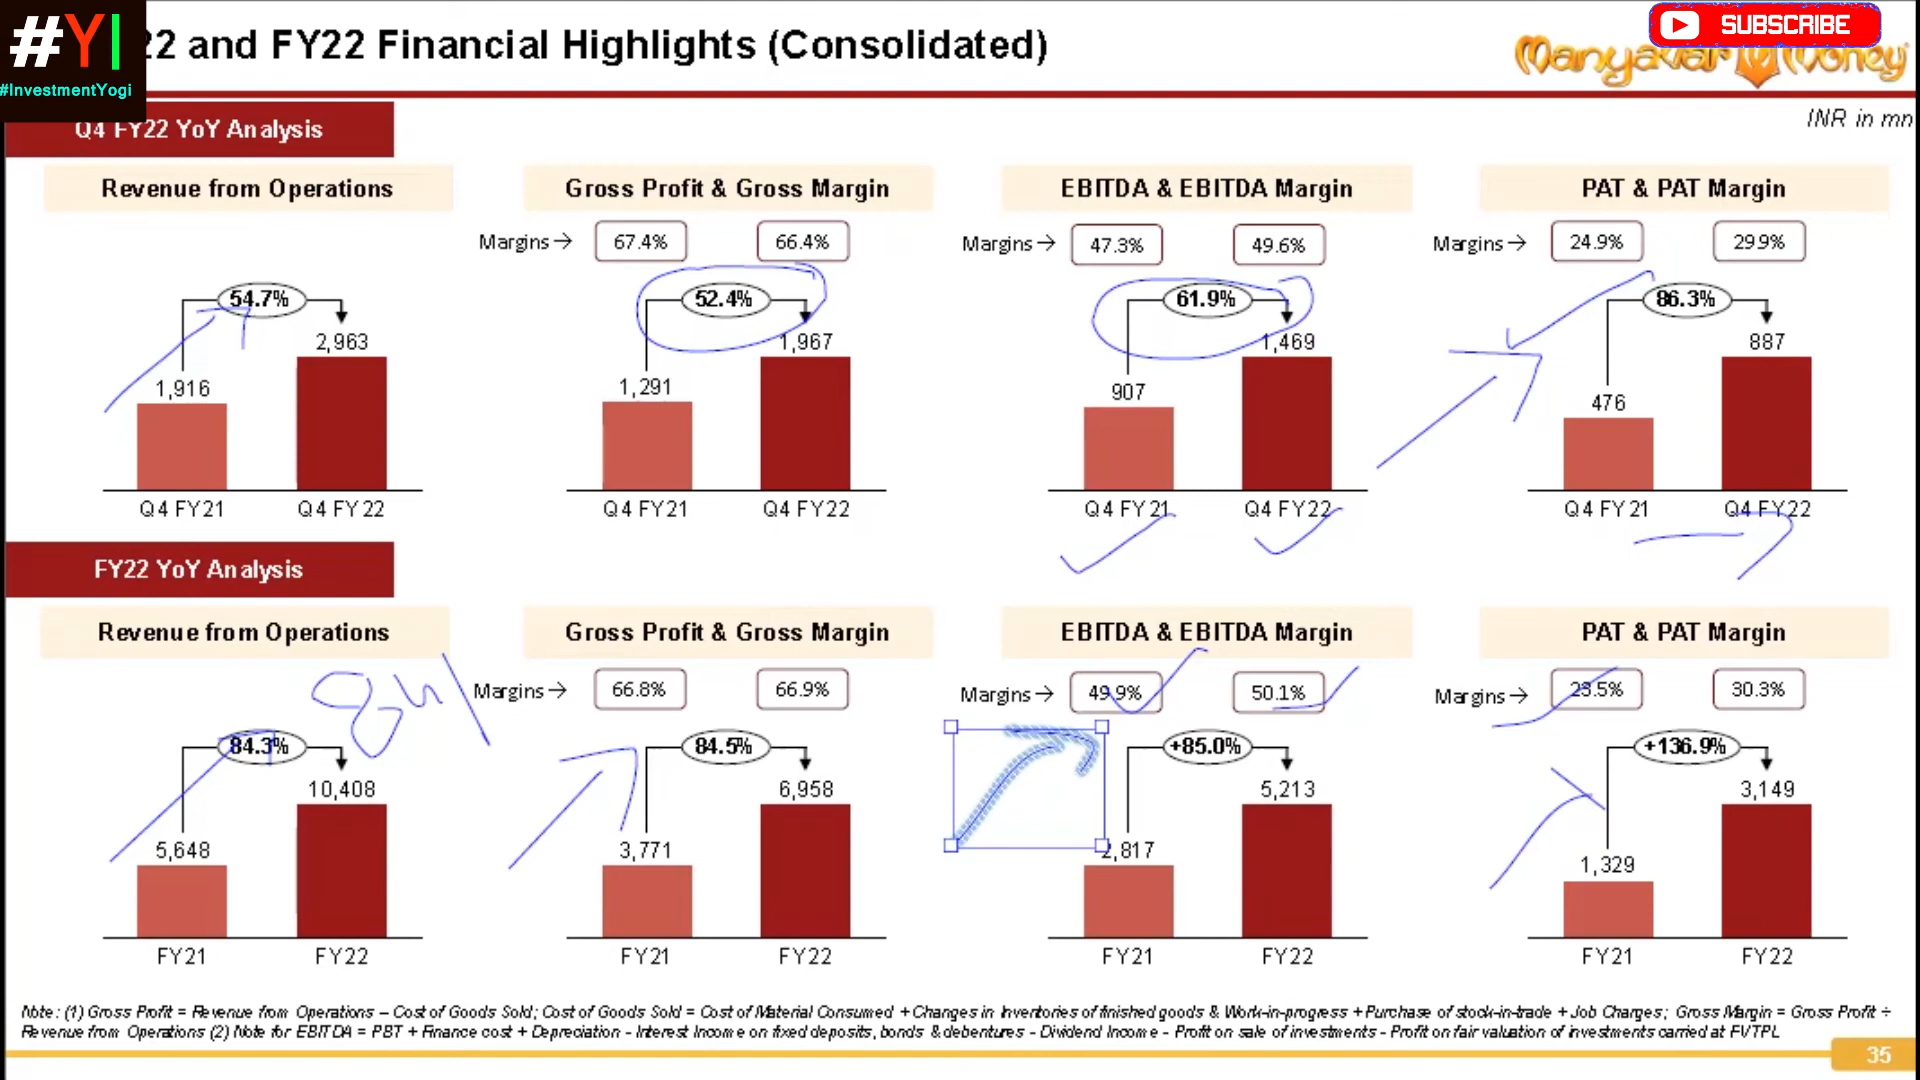 #YI
#InvestmentYogi
22 and FY22 Financial Highlights (Consolidated)
SUBSCRIBE
Manyavar Mohey
INR in mn
Q4 FY22 YoY Analysis
Revenue from Operations
Gross Profit & Gross Margin
EBITDA & EBITDA Margin
PAT & PAT Margin
Margins → 67.4% 66.4%
Margins → 47.3% 49.6%
Margins → 24.9% 29.9%
54.7%
52.4%
61.9%
86.3%
1,916 2,963
1,291 1,967
907 1,469
476 887
Q4 FY21 Q4 FY22
Q4 FY21 Q4 FY22
Q4 FY21 Q4 FY22
Q4 FY21 Q4 FY22
FY22 YoY Analysis
Revenue from Operations
Gross Profit & Gross Margin
EBITDA & EBITDA Margin
PAT & PAT Margin
84
Margins → 66.8% 66.9%
Margins → 49.9% 50.1%
Margins → 23.5% 30.3%
84.3%
84.5%
+85.0%
+136.9%
5,648 10,408
3,771 6,958
2,817 5,213
1,329 3,149
FY21 FY22
FY21 FY22
FY21 FY22
FY21 FY22
Note: (1) Gross Profit = Revenue from Operations – Cost of Goods Sold; Cost of Goods Sold = Cost of Material Consumed + Changes in Inventories of finished goods & Work-in-progress + Purchase of stock-in-trade + Job Charges; Gross Margin = Gross Profit ÷
Revenue from Operations (2) Note for EBITDA = PBT + Finance cost + Depreciation - Interest Income on fixed deposits, bonds & debentures - Dividend Income - Profit on sale of investments - Profit on fair valuation of investments carried at FVTPL
35